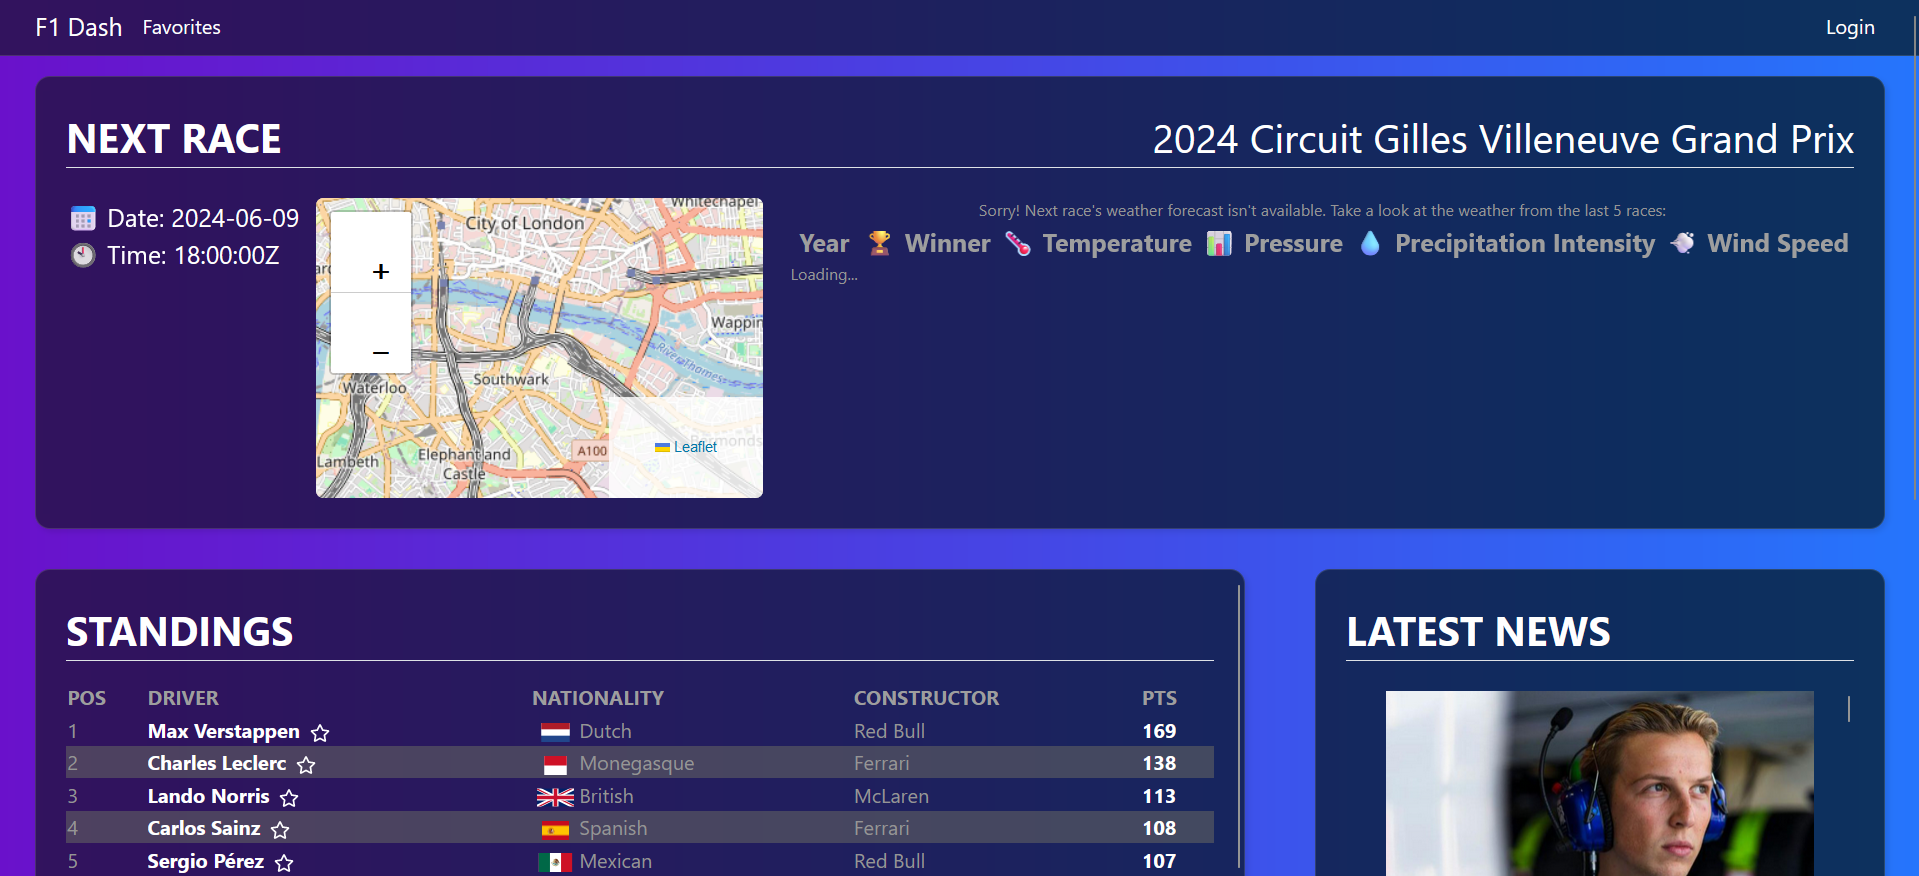 F1 Dash Favorites Login
NEXT RACE
2024 Circuit Gilles Villeneuve Grand Prix
Date: 2024-06-09
Time: 18:00:00Z
Whitechapel
City of London
+
−
Wappin
River Thames
Waterloo
Southwark
A100
Elephant and
Castle
Lambeth
Leaflet
Sorry! Next race's weather forecast isn't available. Take a look at the weather from the last 5 races:
Year Winner Temperature Pressure Precipitation Intensity Wind Speed
Loading...
STANDINGS
POS DRIVER NATIONALITY CONSTRUCTOR PTS
1 Max Verstappen Dutch Red Bull 169
2 Charles Leclerc Monegasque Ferrari 138
3 Lando Norris British McLaren 113
4 Carlos Sainz Spanish Ferrari 108
5 Sergio Pérez Mexican Red Bull 107
LATEST NEWS